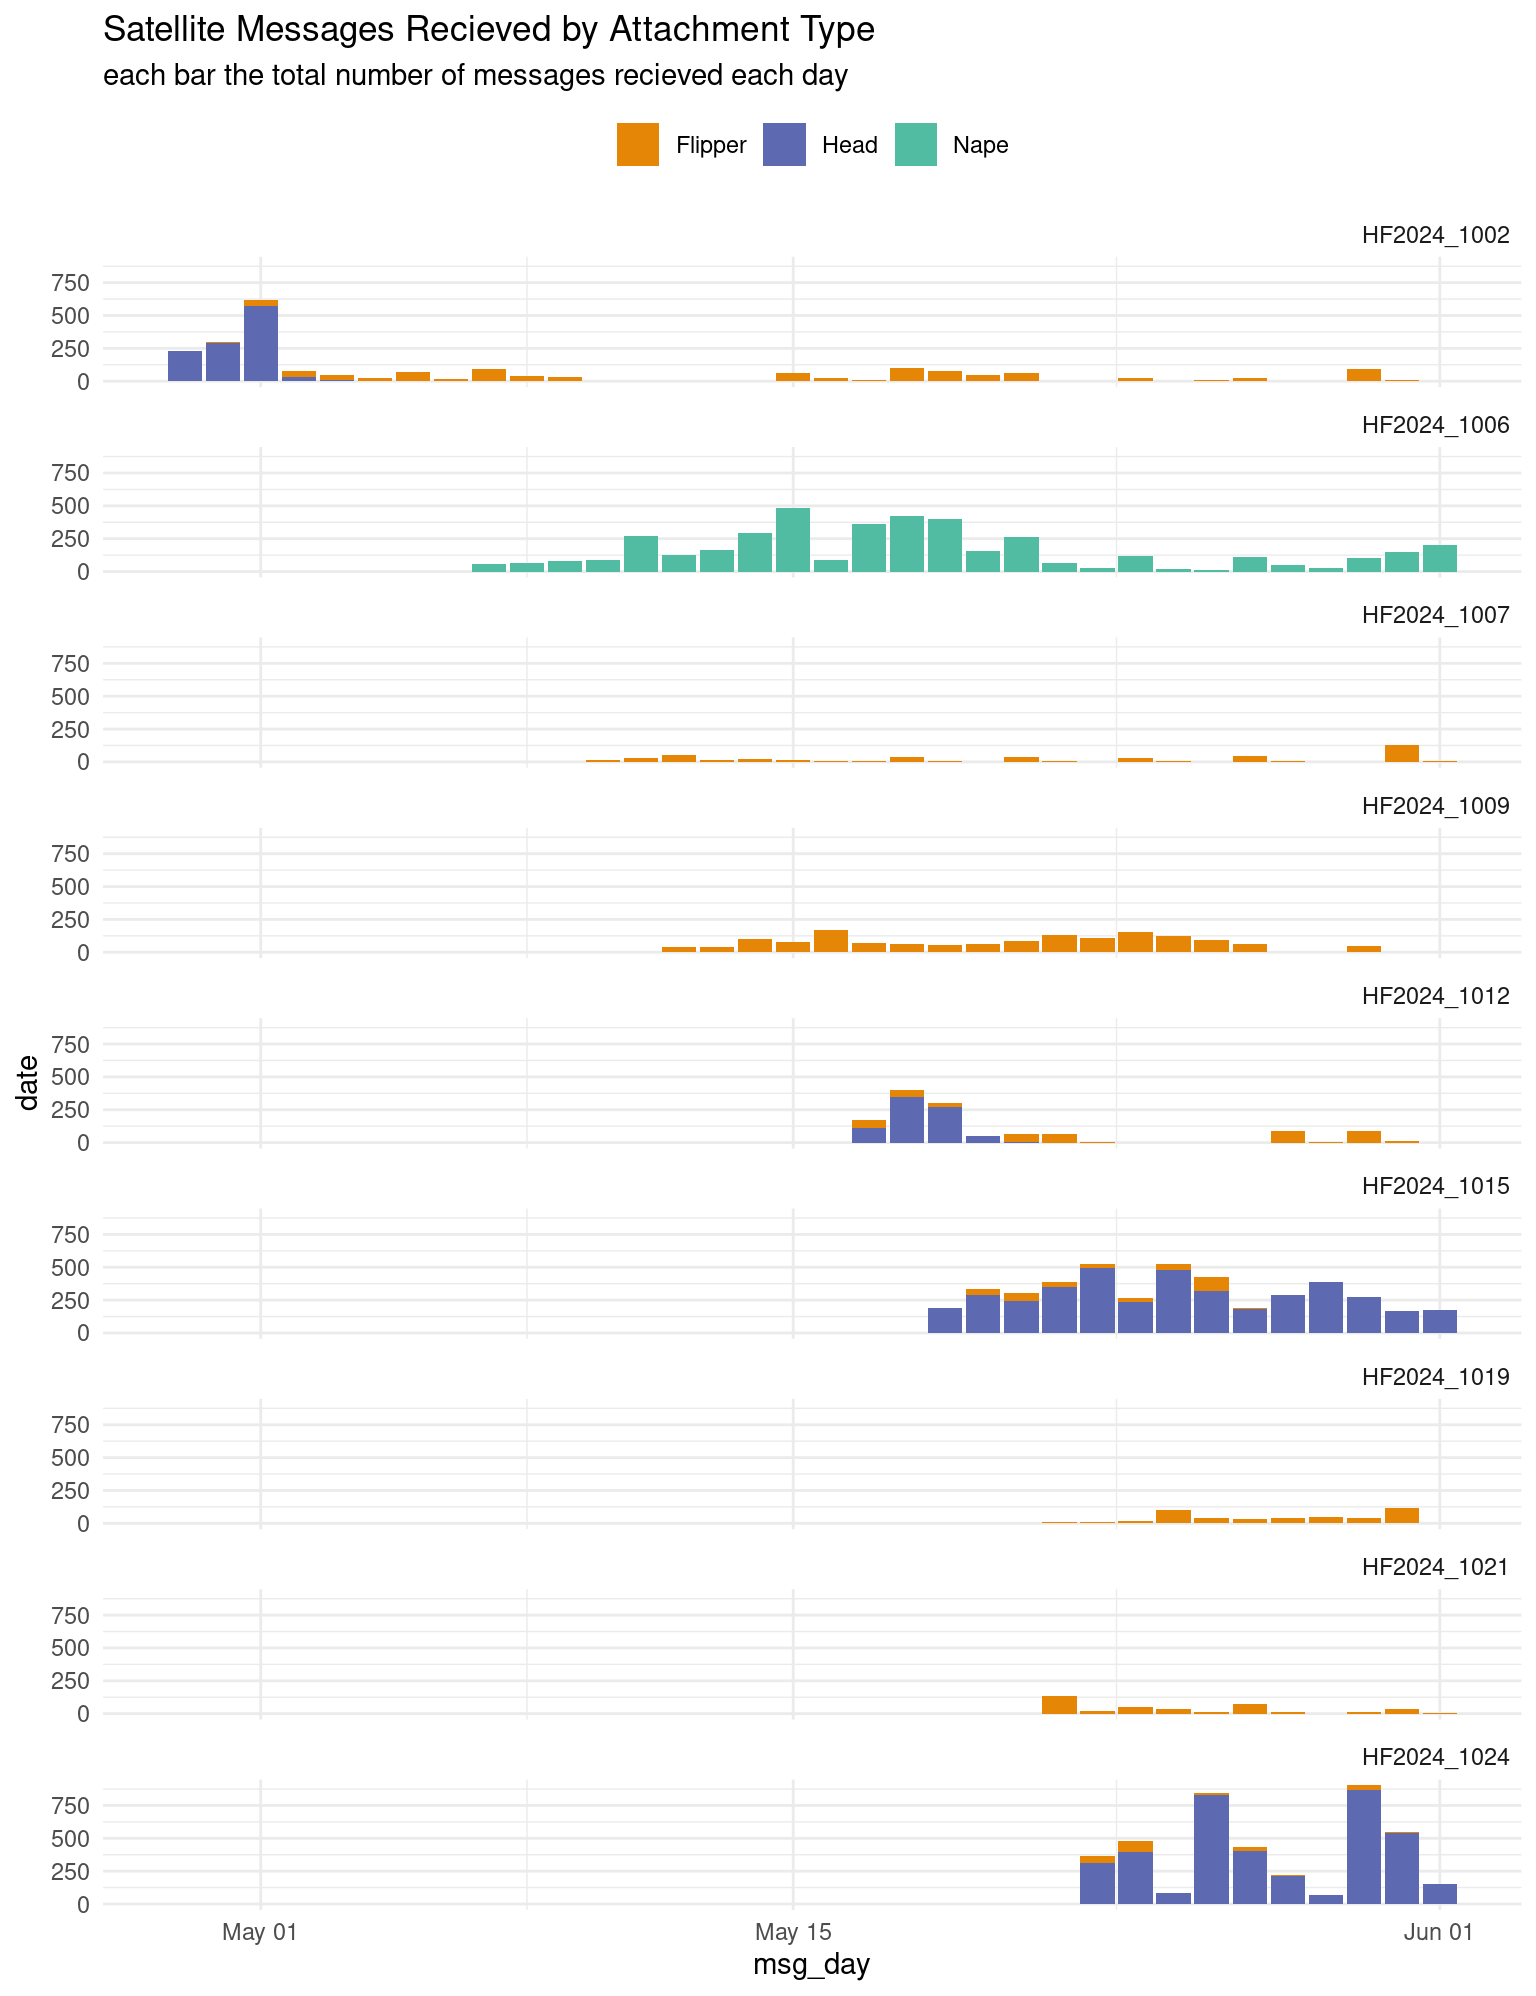 Satellite Messages Recieved by Attachment Type
each bar the total number of messages recieved each day
Flipper Head Nape
HF2024_1002
750
500
250
0
HF2024_1006
750
500
250
0
HF2024_1007
750
500
250
0
HF2024_1009
750
500
250
0
HF2024_1012
750
500
250
0
date
HF2024_1015
750
500
250
0
HF2024_1019
750
500
250
0
HF2024_1021
750
500
250
0
HF2024_1024
750
500
250
0
May 01 May 15 Jun 01
msg_day